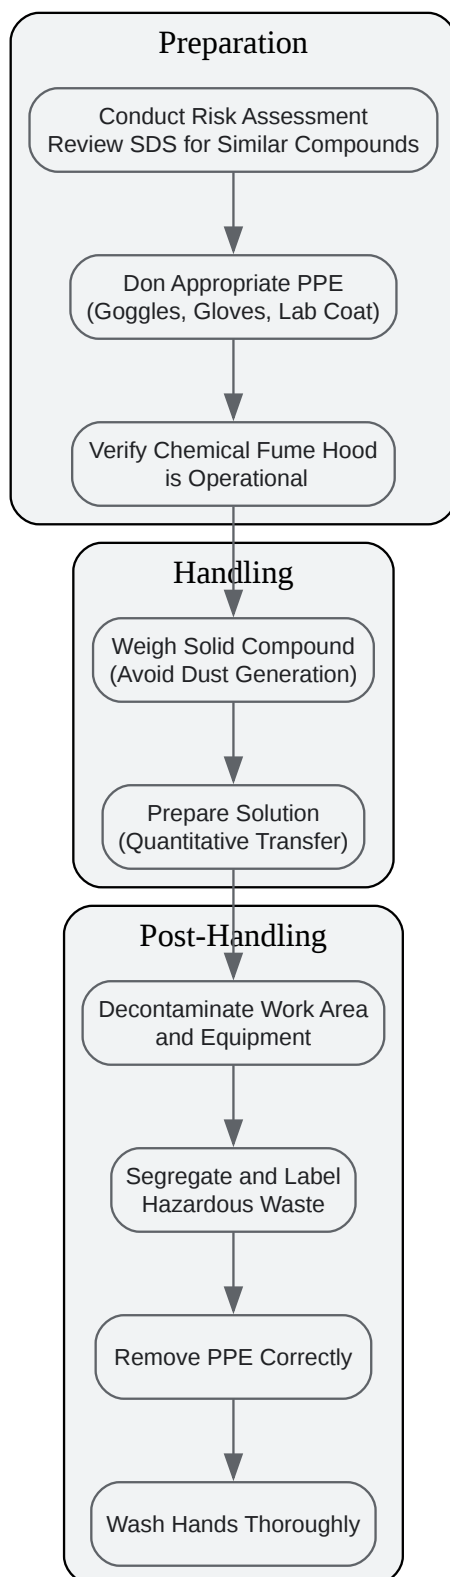 Preparation
Conduct Risk Assessment
Review SDS for Similar Compounds
Don Appropriate PPE
(Goggles, Gloves, Lab Coat)
Verify Chemical Fume Hood
is Operational
Handling
Weigh Solid Compound
(Avoid Dust Generation)
Prepare Solution
(Quantitative Transfer)
Post-Handling
Decontaminate Work Area
and Equipment
Segregate and Label
Hazardous Waste
Remove PPE Correctly
Wash Hands Thoroughly